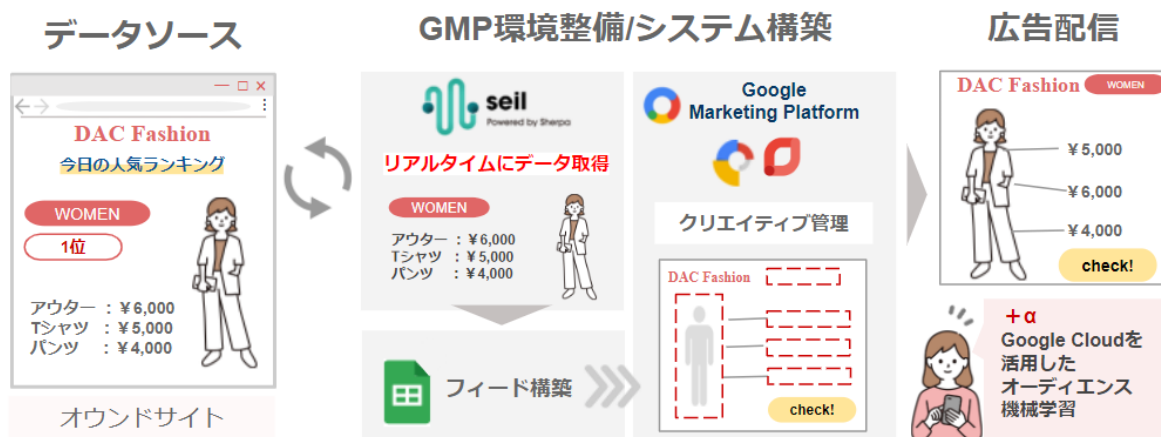 データソース
DAC Fashion
今日の人気ランキング
WOMEN
1位
アウター ：￥6,000
Tシャツ ：￥5,000
パンツ ：￥4,000
オウンドサイト
GMP環境整備/システム構築
seil
Powered by Sherpa
リアルタイムにデータ取得
WOMEN
アウター ：￥6,000
Tシャツ ：￥5,000
パンツ ：￥4,000
フィード構築
Google
Marketing Platform
クリエイティブ管理
DAC Fashion
check!
広告配信
DAC Fashion WOMEN
￥5,000
￥6,000
￥4,000
check!
＋α
Google Cloudを
活用した
オーディエンス
機械学習